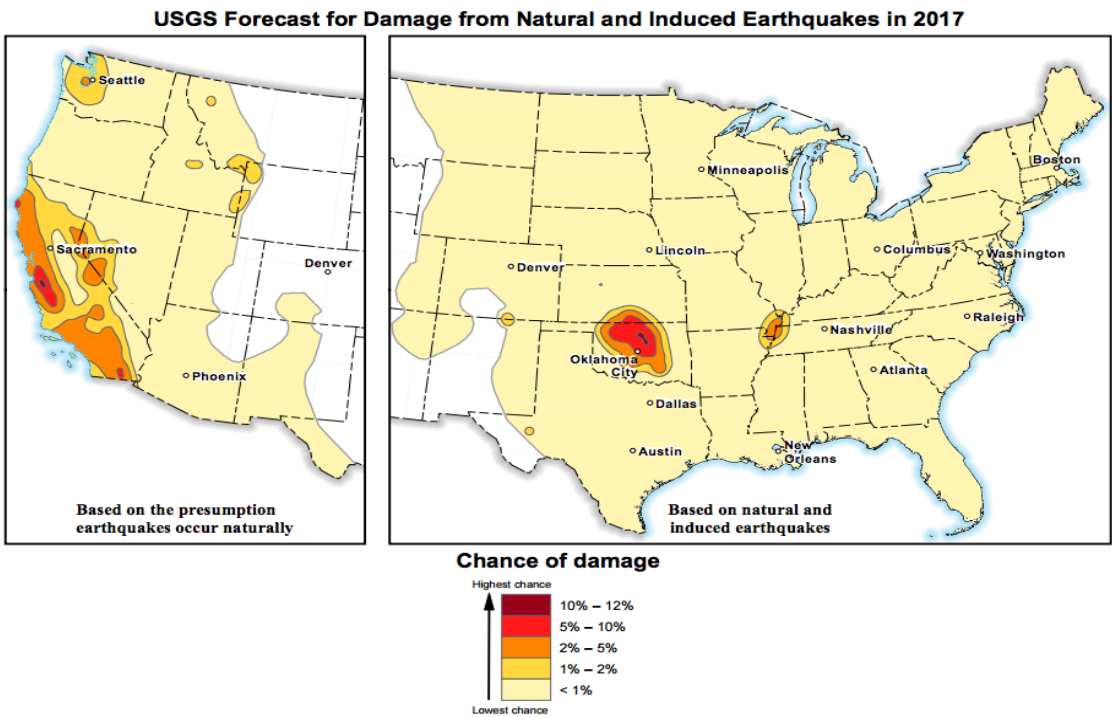 USGS Forecast for Damage from Natural and Induced Earthquakes in 2017
Seattle
Sacramento
Denver
Phoenix
Based on the presumption
earthquakes occur naturally
Boston
Minneapolis
Lincoln
Columbus
Washington
Denver
Raleigh
Nashville
Oklahoma
City
Atlanta
Dallas
New
Orleans
Austin
Based on natural and
induced earthquakes
Chance of damage
Highest chance
10% – 12%
5% – 10%
2% – 5%
1% – 2%
< 1%
Lowest chance